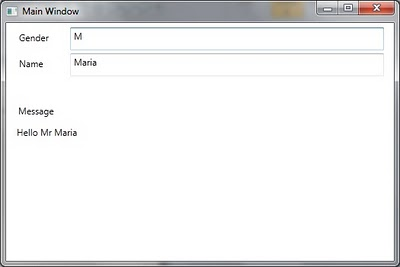 Main Window
Gender M
Name Maria
Message
Hello Mr Maria